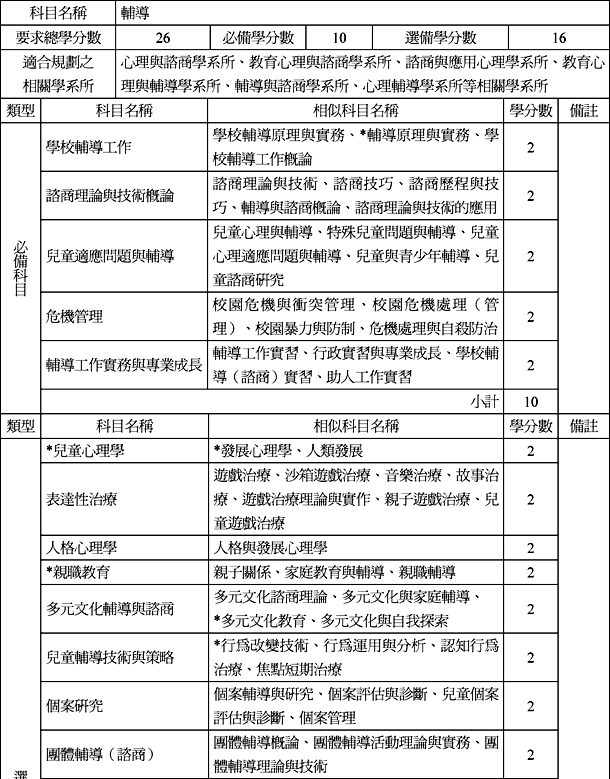 科目名稱 輔導
要求總學分數 26 必備學分數 10 選備學分數 16
適合規劃之相關學系所 心理與諮商學系所、教育心理與諮商學系所、諮商與應用心理學系所、教育心
理與輔導學系所、輔導與諮商學系所、心理輔導學系所等相關學系所
類型 科目名稱 相似科目名稱 學分數 備註
必備科目
學校輔導工作 學校輔導原理與實務、*輔導原理與實務、學 2
校輔導工作概論
諮商理論與技術概論 諮商理論與技術、諮商技巧、諮商歷程與技 2
巧、輔導與諮商概論、諮商理論與技術的應用
兒童適應問題與輔導 兒童心理與輔導、特殊兒童問題與輔導、兒童 2
心理適應問題與輔導、兒童與青少年輔導、兒
童諮商研究
危機管理 校園危機與衝突管理、校園危機處理（管 2
理）、校園暴力與防制、危機處理與自殺防治
輔導工作實務與專業成長 輔導工作實習、行政實習與專業成長、學校輔 2
導（諮商）實習、助人工作實習
小計 10
類型 科目名稱 相似科目名稱 學分數 備註
*兒童心理學 *發展心理學、人類發展 2
表達性治療 遊戲治療、沙箱遊戲治療、音樂治療、故事治 2
療、遊戲治療理論與實作、親子遊戲治療、兒
童遊戲治療
人格心理學 人格與發展心理學 2
*親職教育 親子關係、家庭教育與輔導、親職輔導 2
多元文化輔導與諮商 多元文化諮商理論、多元文化與家庭輔導、 2
*多元文化教育、多元文化與自我探索
兒童輔導技術與策略 *行為改變技術、行為運用與分析、認知行為 2
治療、焦點短期治療
個案研究 個案輔導與研究、個案評估與診斷、兒童個案 2
評估與診斷、個案管理
團體輔導（諮商） 團體輔導概論、團體輔導活動理論與實務、團 2
體輔導理論與技術
選